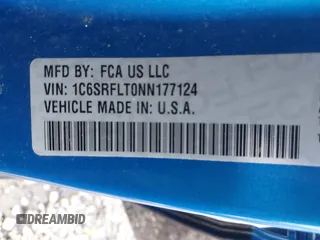 MFD BY: FCA US LLC
VIN: 1C6SRFLT0NN177124
VEHICLE MADE IN: U.S.A.
DREAMBID